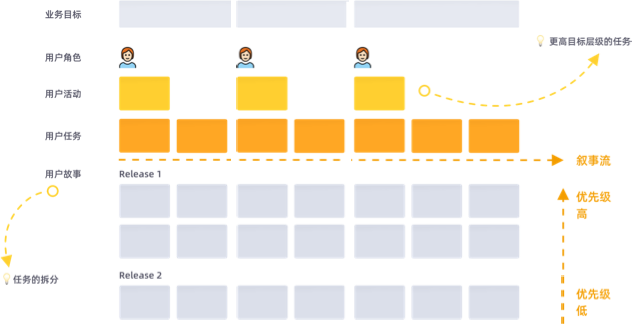 业务目标
更高目标层级的任务
用户角色
用户活动
用户任务
叙事流
用户故事
Release 1
优先级
高
任务的拆分
Release 2
优先级
低